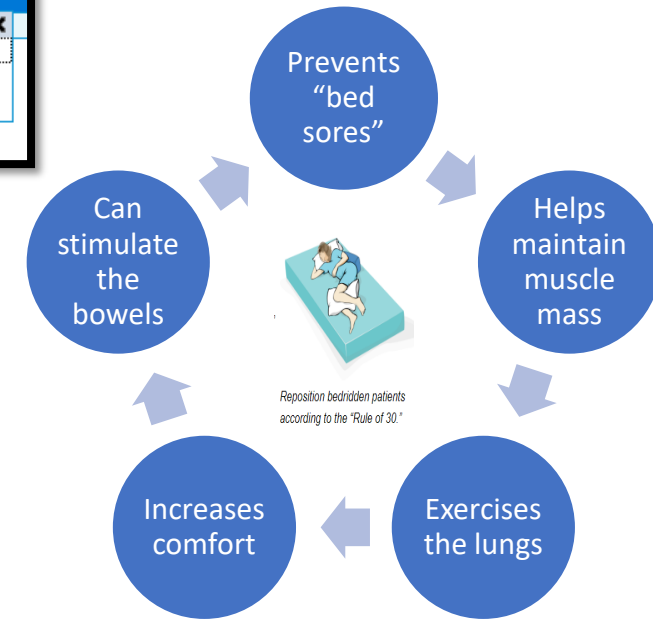 Prevents
“bed
sores”
Helps
maintain
muscle
mass
Exercises
the lungs
Increases
comfort
Can
stimulate
the
bowels
,
Reposition bedridden patients
according to the “Rule of 30.”